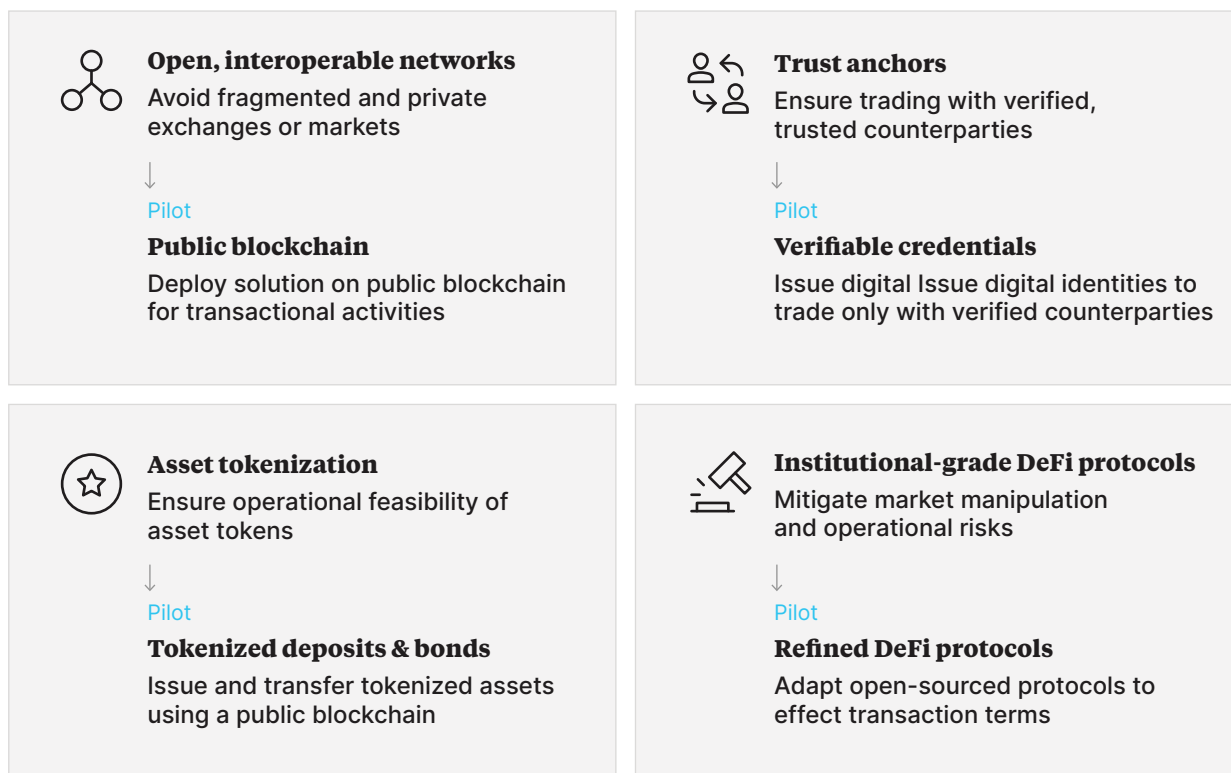 Open, interoperable networks
Avoid fragmented and private
exchanges or markets
Pilot
Public blockchain
Deploy solution on public blockchain
for transactional activities
Trust anchors
Ensure trading with verified,
trusted counterparties
Pilot
Verifiable credentials
Issue digital Issue digital identities to
trade only with verified counterparties
Asset tokenization
Ensure operational feasibility of
asset tokens
Pilot
Tokenized deposits & bonds
Issue and transfer tokenized assets
using a public blockchain
Institutional-grade DeFi protocols
Mitigate market manipulation
and operational risks
Pilot
Refined DeFi protocols
Adapt open-sourced protocols to
effect transaction terms